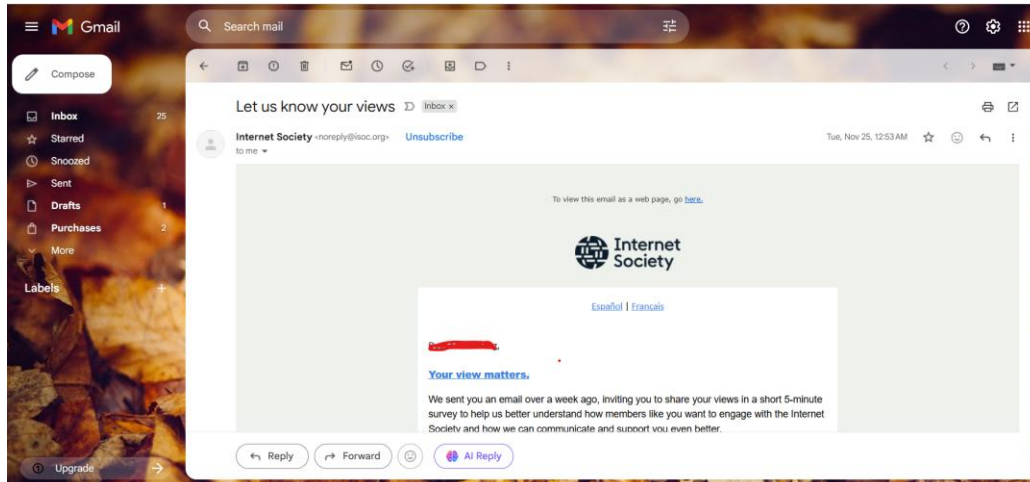 Gmail
Search mail
Compose
Let us know your views Inbox x
Inbox 25
Internet Society <noreply@isoc.org> Unsubscribe Tue, Nov 25, 12:53 AM
to me
Starred
Snoozed
Sent
Drafts 1
Purchases 2
More
Labels
To view this email as a web page, go here.
Internet
Society
Español | Français
Your view matters.
We sent you an email over a week ago, inviting you to share your views in a short 5-minute
survey to help us better understand how members like you want to engage with the Internet
Society and how we can communicate and support you even better.
Reply Forward AI Reply
Upgrade